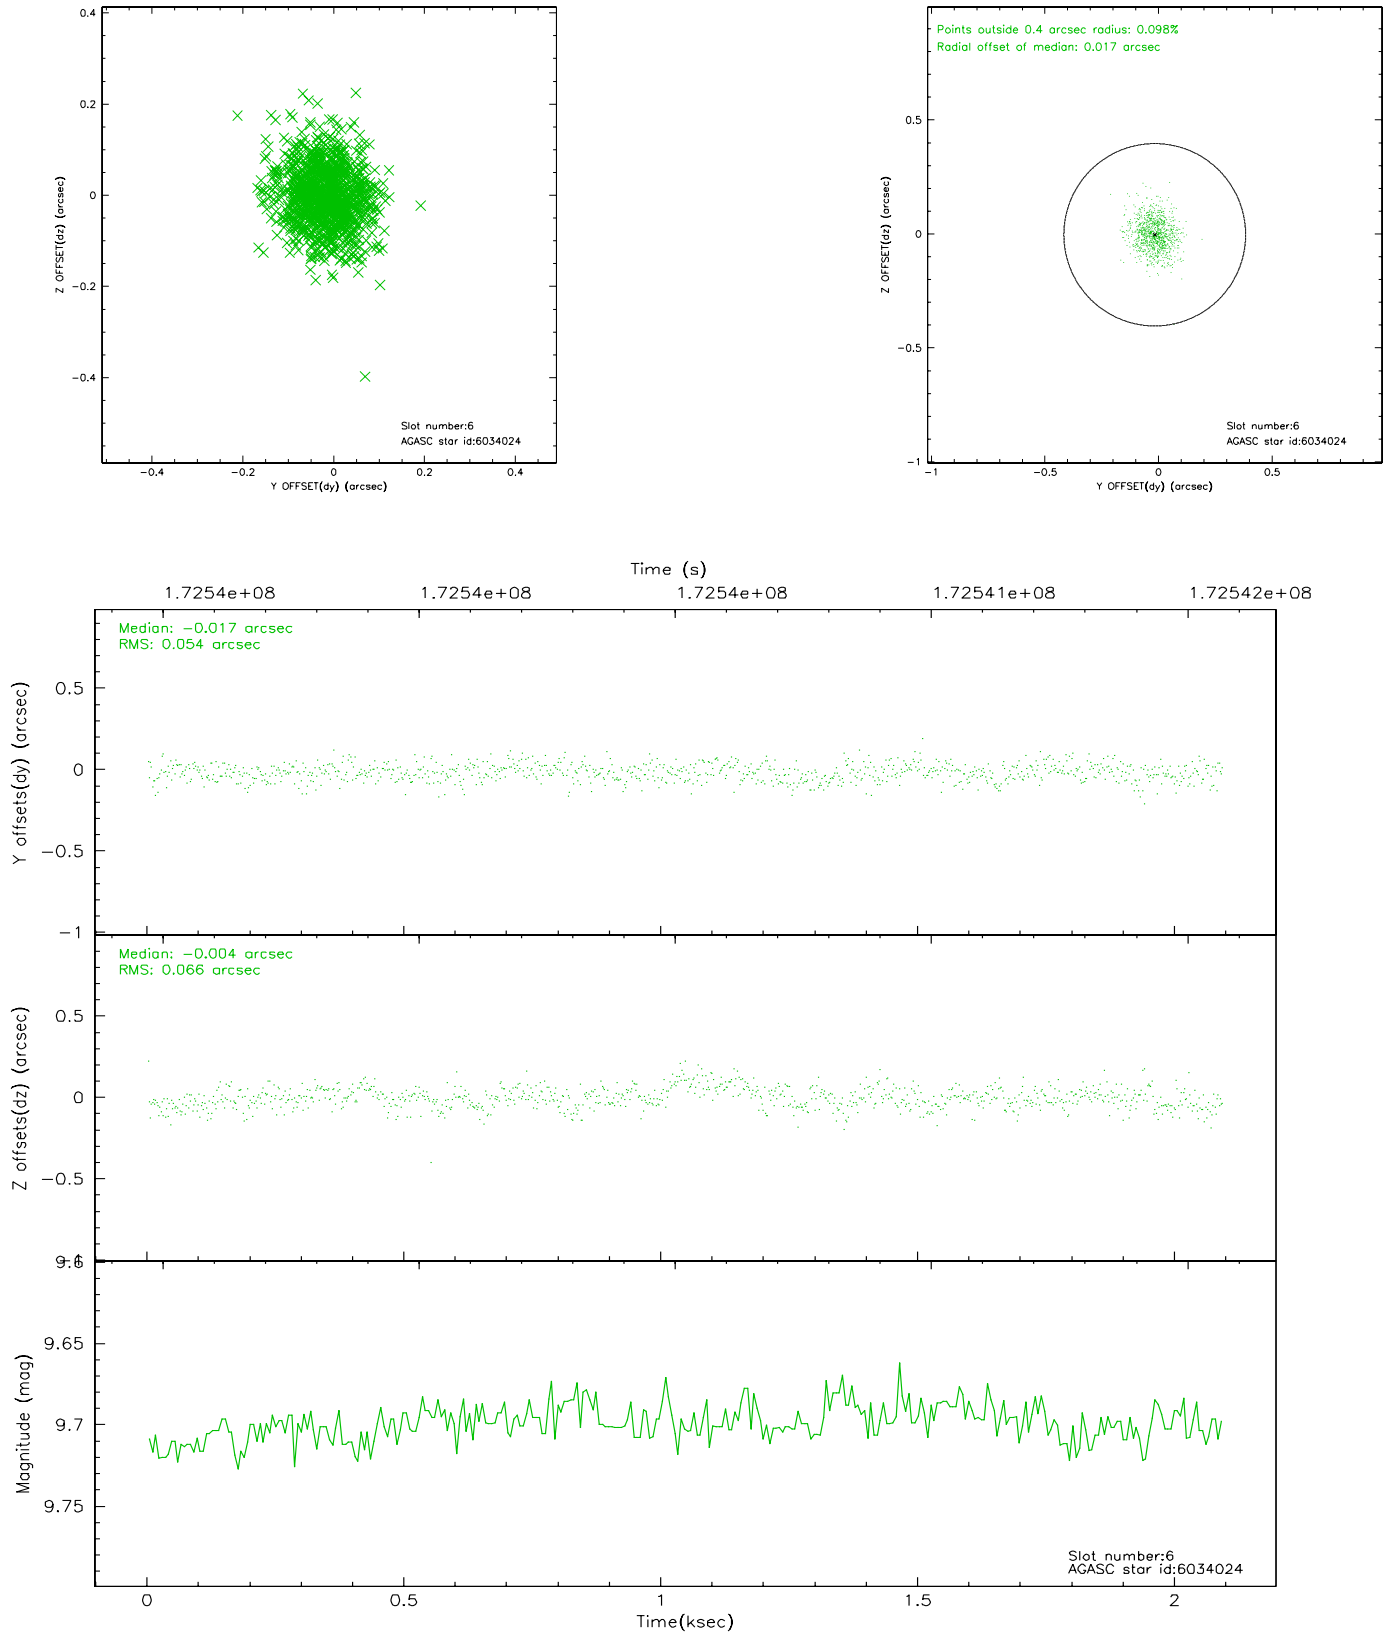 0.4
0.2
0
−0.2
−0.4
Z OFFSET(dz) (arcsec)
Slot number:6
AGASC star id:6034024
−0.4
−0.2
0
0.2
0.4
Y OFFSET(dy) (arcsec)
Points outside 0.4 arcsec radius: 0.098%
Radial offset of median: 0.017 arcsec
0.5
0
−0.5
−1
Z OFFSET(dz) (arcsec)
Slot number:6
AGASC star id:6034024
−1
−0.5
0
0.5
Y OFFSET(dy) (arcsec)
Time (s)
1.7254e+08
1.7254e+08
1.7254e+08
1.72541e+08
1.72542e+08
Median: −0.017 arcsec
RMS: 0.054 arcsec
0.5
0
−0.5
−1
Y offsets(dy) (arcsec)
Median: −0.004 arcsec
RMS: 0.066 arcsec
0.5
0
−0.5
Z offsets(dz) (arcsec)
9.6
9.65
9.7
9.75
Magnitude (mag)
Slot number:6
AGASC star id:6034024
0
0.5
1
1.5
2
Time(ksec)